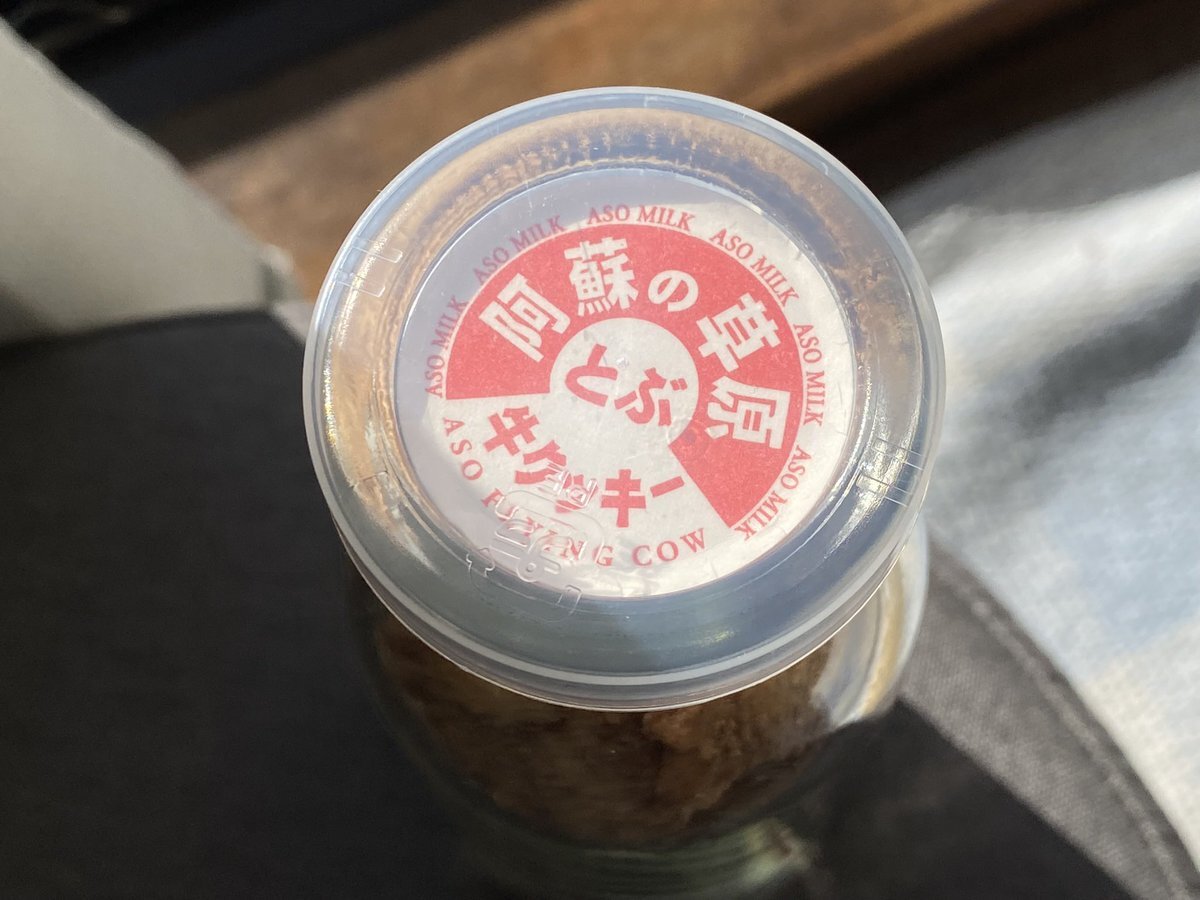 ASO MILK ASO MILK ASO MILK ASO MILK ASO MILK ASO MILK
阿蘇の草原
とぶ
牛クッキー
ASO FLYING COW